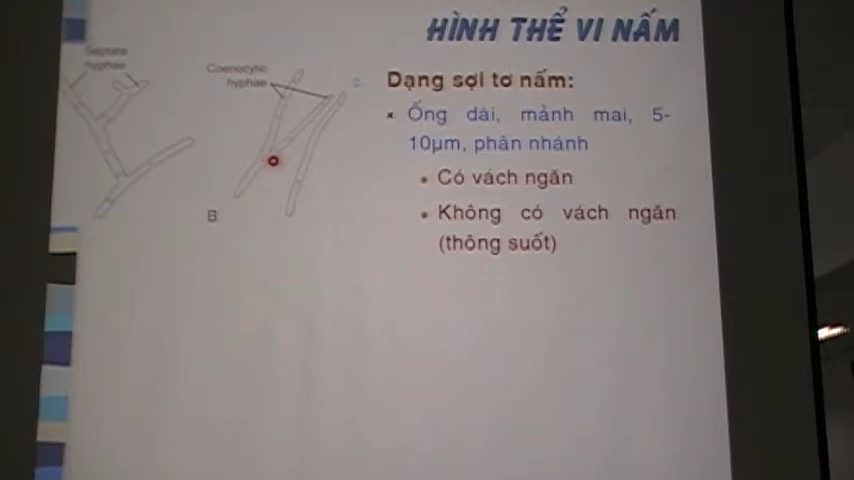 HÌNH THỂ VI NẤM
Septate
hyphae
Coenocytic
hyphae
B
2. Dạng sợi tơ nấm:
Ống dài, mảnh mai, 5-
10µm, phân nhánh
• Có vách ngăn
• Không có vách ngăn
(thông suốt)